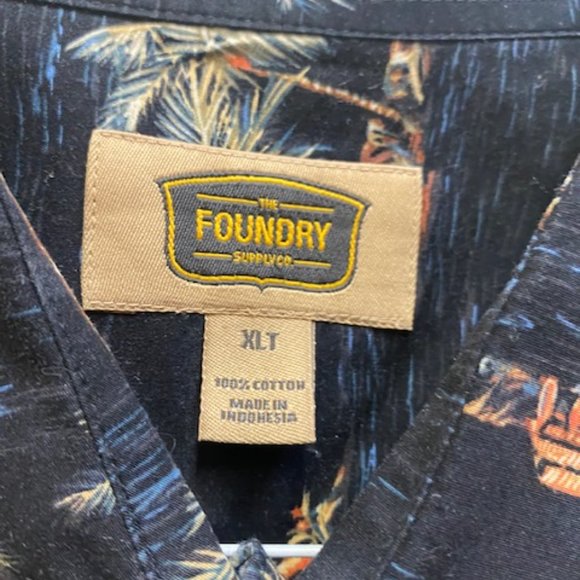 THE
FOUNDRY
SUPPLY CO.
XLT
100% COTTON
MADE IN
INDONESIA